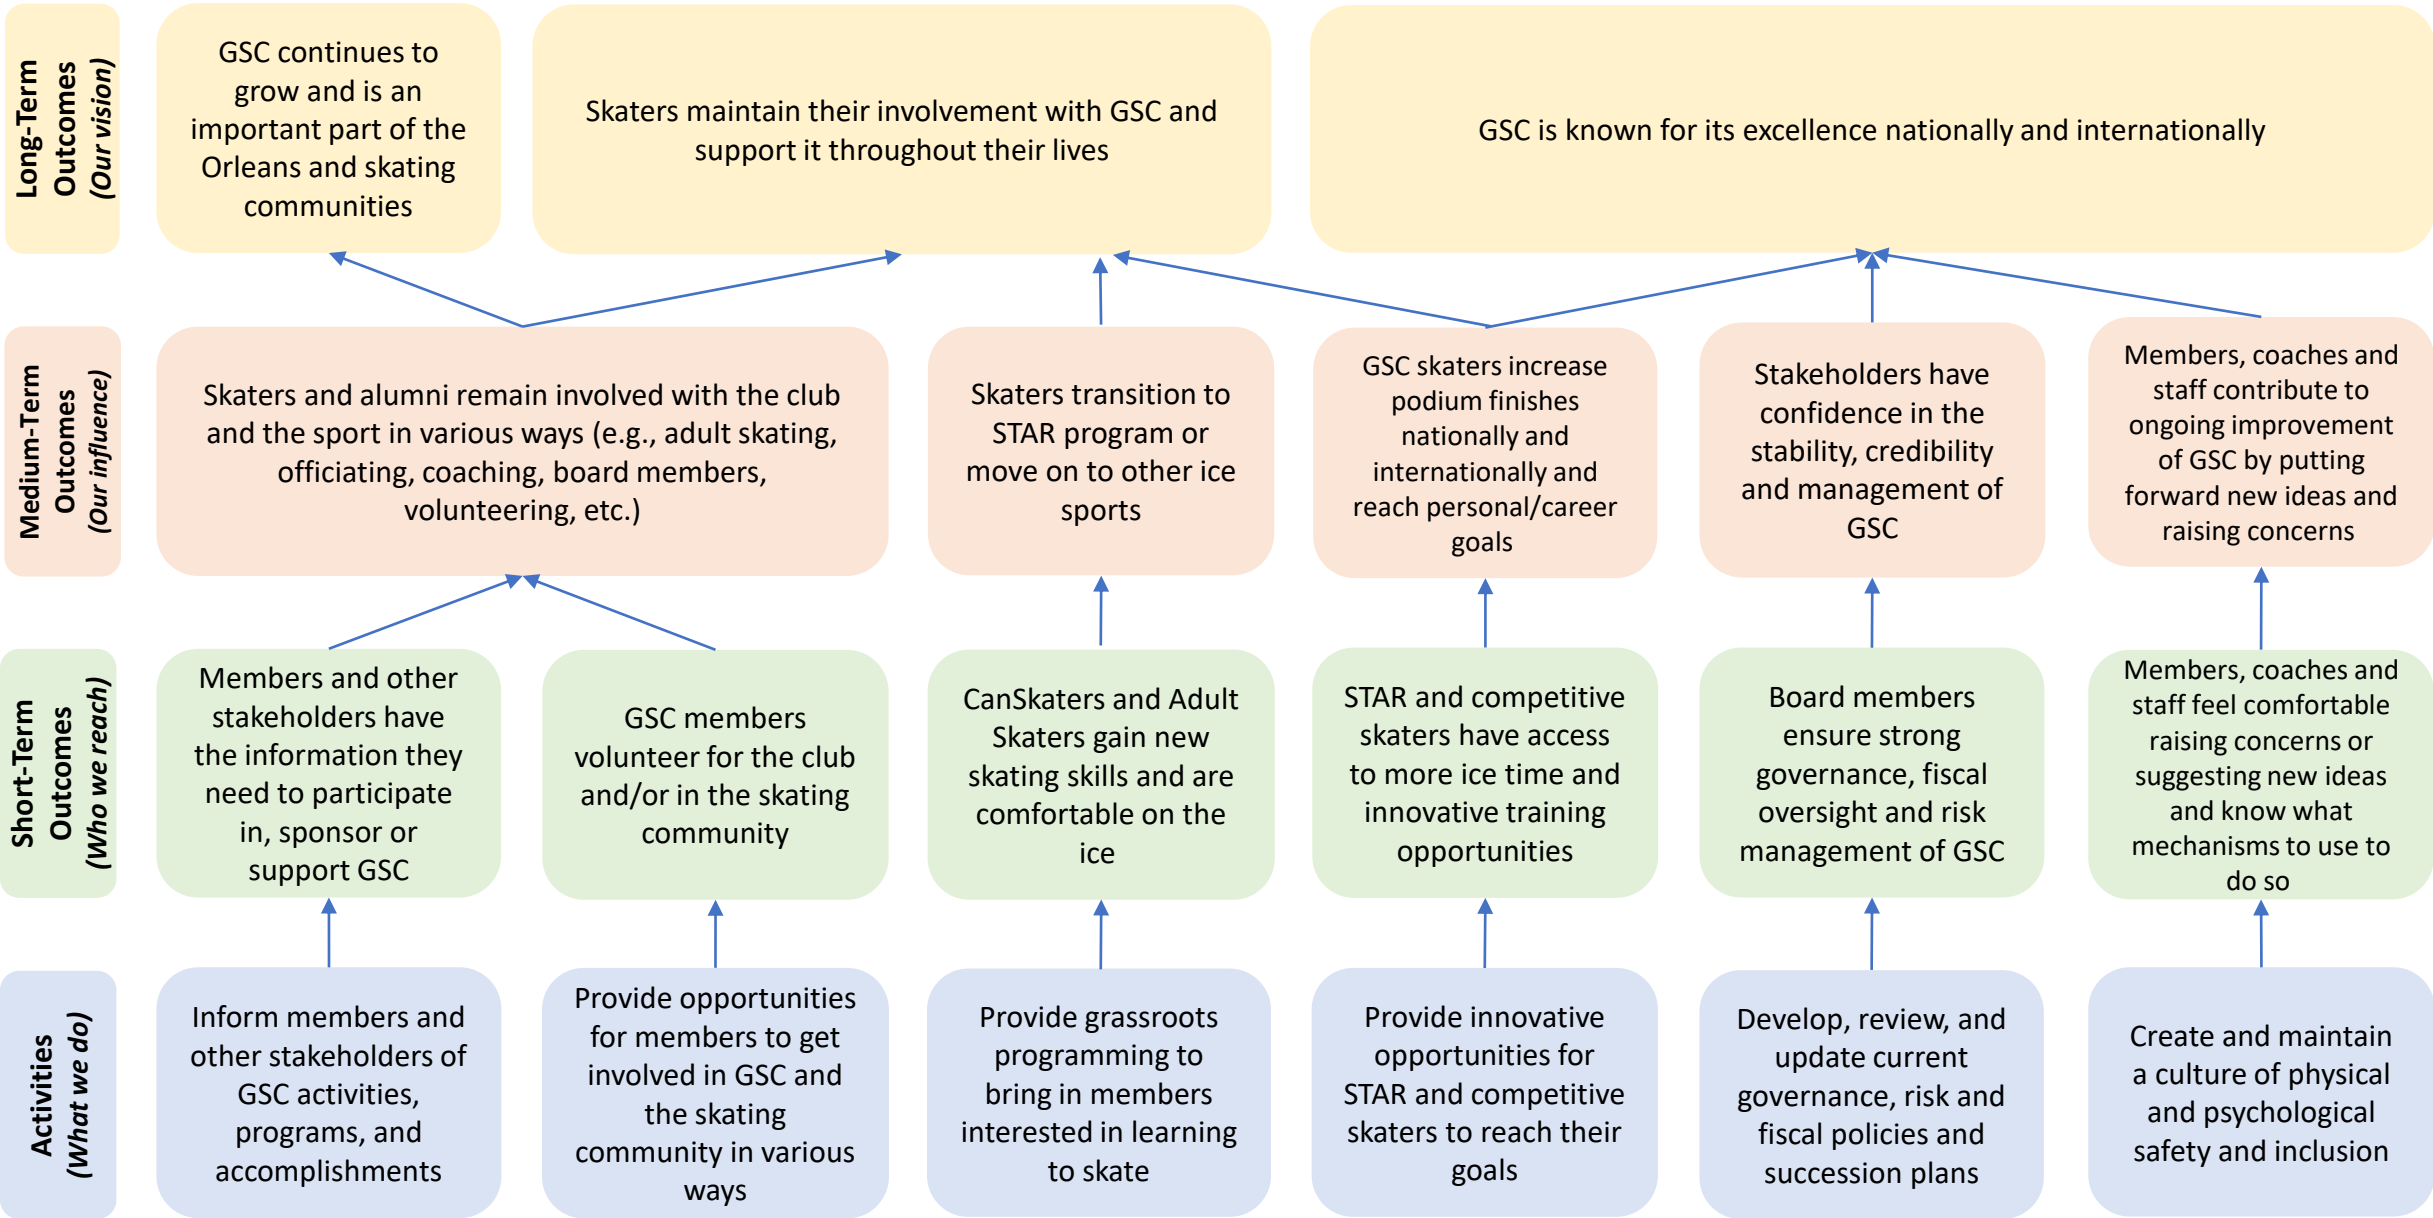 Long-Term
Outcomes
(Our vision)
GSC continues to
grow and is an
important part of the
Orleans and skating
communities
Skaters maintain their involvement with GSC and
support it throughout their lives
GSC is known for its excellence nationally and internationally
Medium-Term
Outcomes
(Our influence)
Skaters and alumni remain involved with the club
and the sport in various ways (e.g., adult skating,
officiating, coaching, board members,
volunteering, etc.)
Skaters transition to
STAR program or
move on to other ice
sports
GSC skaters increase
podium finishes
nationally and
internationally and
reach personal/career
goals
Stakeholders have
confidence in the
stability, credibility
and management of
GSC
Members, coaches and
staff contribute to
ongoing improvement
of GSC by putting
forward new ideas and
raising concerns
Short-Term
Outcomes
(Who we reach)
Members and other
stakeholders have
the information they
need to participate
in, sponsor or
support GSC
GSC members
volunteer for the club
and/or in the skating
community
CanSkaters and Adult
Skaters gain new
skating skills and are
comfortable on the
ice
STAR and competitive
skaters have access
to more ice time and
innovative training
opportunities
Board members
ensure strong
governance, fiscal
oversight and risk
management of GSC
Members, coaches and
staff feel comfortable
raising concerns or
suggesting new ideas
and know what
mechanisms to use to
do so
Activities
(What we do)
Inform members and
other stakeholders of
GSC activities,
programs, and
accomplishments
Provide opportunities
for members to get
involved in GSC and
the skating
community in various
ways
Provide grassroots
programming to
bring in members
interested in learning
to skate
Provide innovative
opportunities for
STAR and competitive
skaters to reach their
goals
Develop, review, and
update current
governance, risk and
fiscal policies and
succession plans
Create and maintain
a culture of physical
and psychological
safety and inclusion